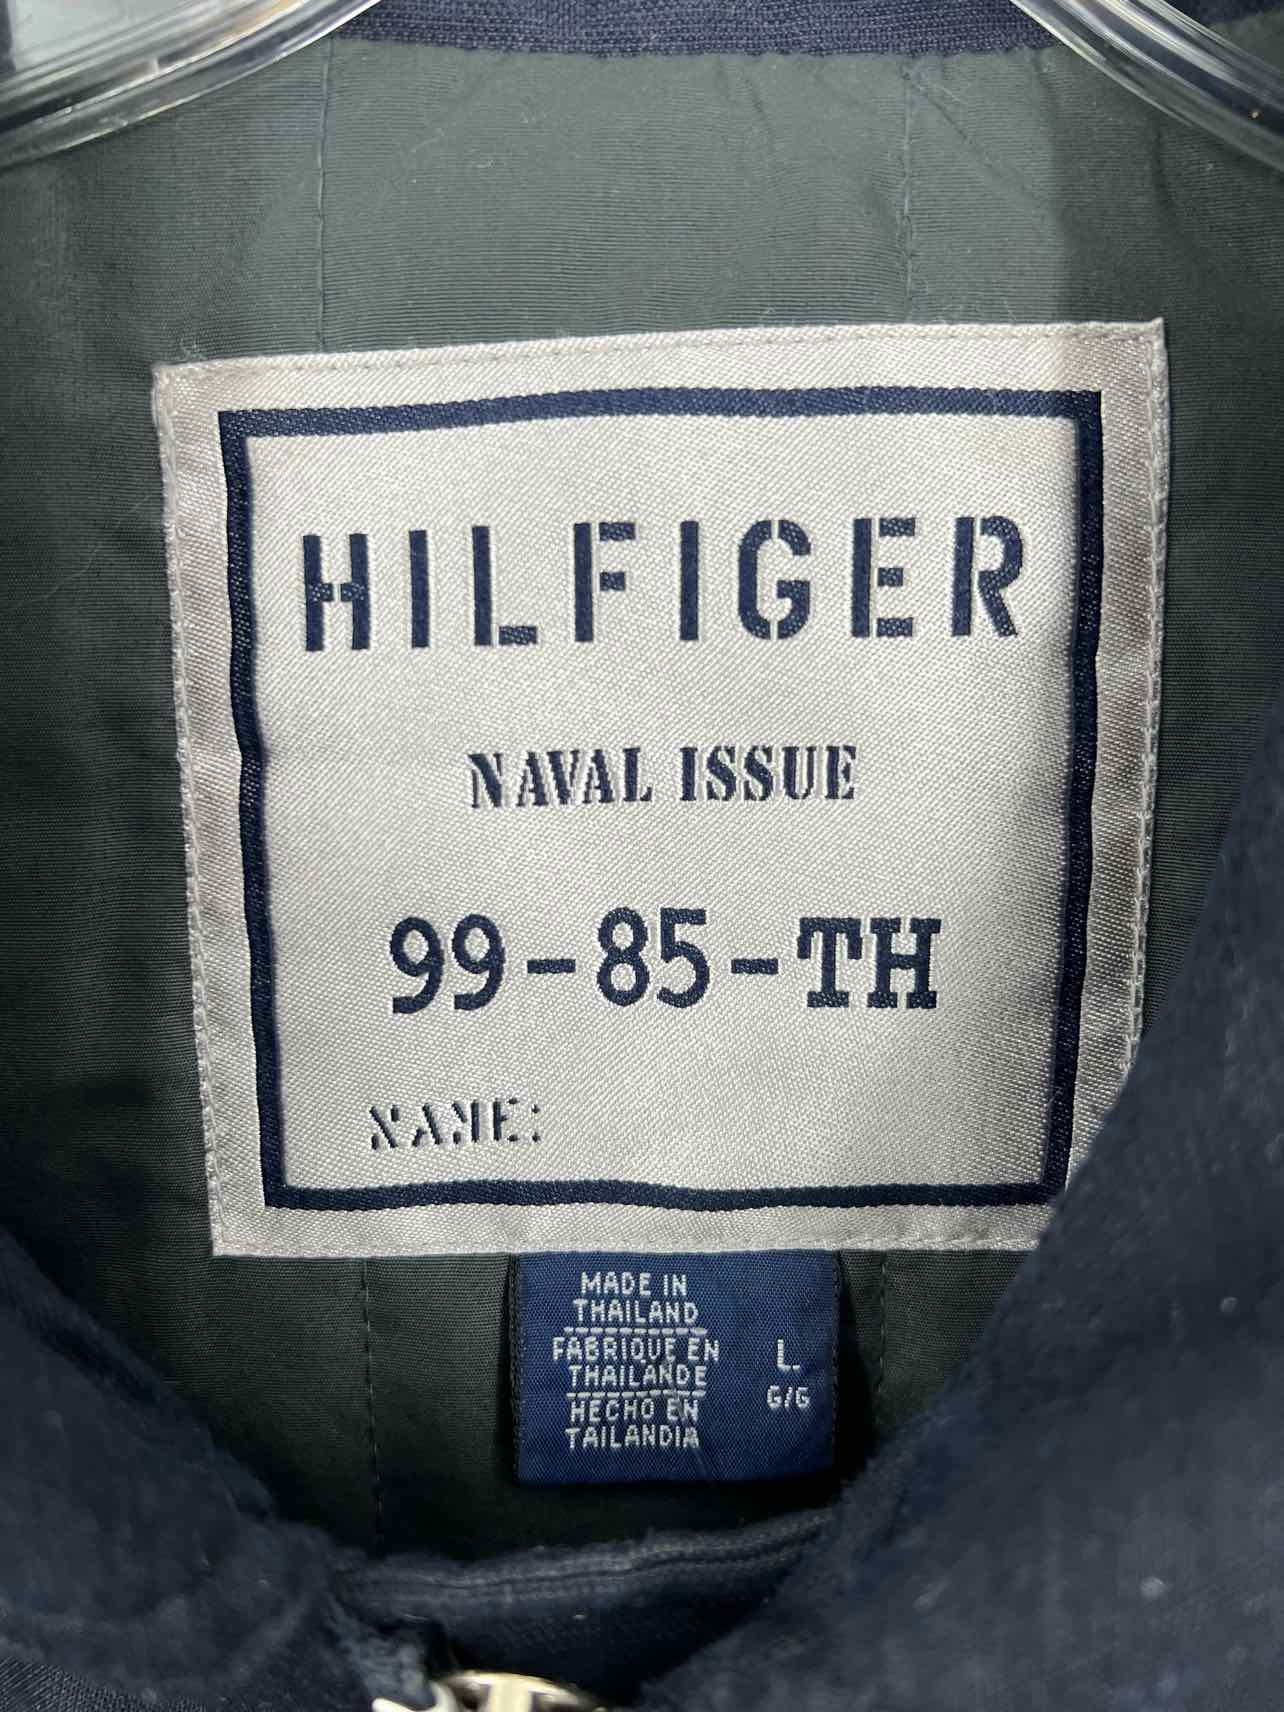 HILFIGER
NAVAL ISSUE
99-85-TH
NAME:
MADE IN
THAILAND
FABRIQUE EN
THAILANDE
HECHO EN
TAILANDIA
L
G/G